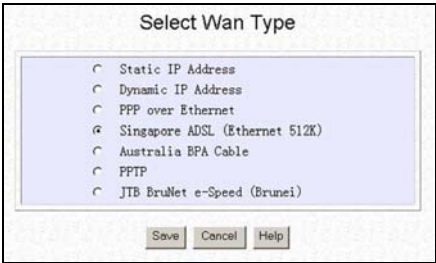 Select Wan Type
Static IP Address
Dynamic IP Address
PPP over Ethernet
Singapore ADSL (Ethernet 512K)
Australia BPA Cable
PPTP
JTB BruNet e-Speed (Brunei)
Save Cancel Help